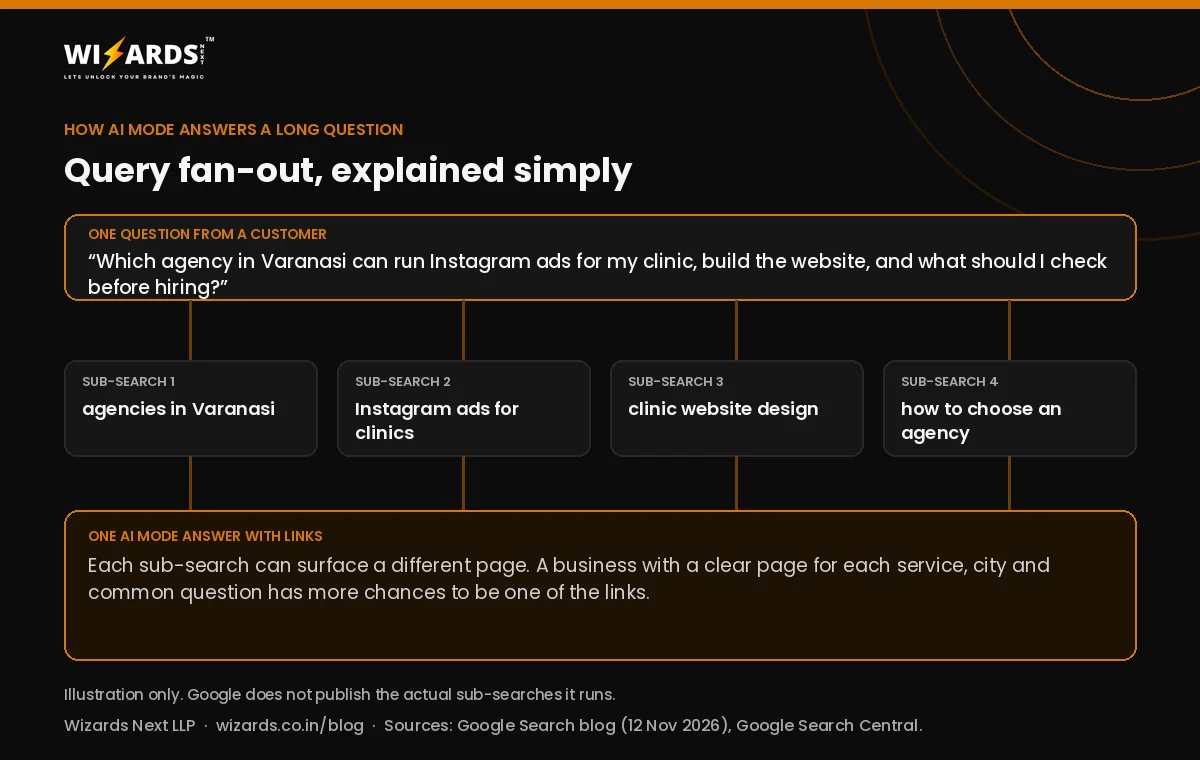 WIZARDS NEXT ™
LETS UNLOCK YOUR BRAND'S MAGIC
HOW AI MODE ANSWERS A LONG QUESTION
Query fan-out, explained simply
ONE QUESTION FROM A CUSTOMER
“Which agency in Varanasi can run Instagram ads for my clinic, build the website, and what should I check
before hiring?”
SUB-SEARCH 1
agencies in Varanasi
SUB-SEARCH 2
Instagram ads for
clinics
SUB-SEARCH 3
clinic website design
SUB-SEARCH 4
how to choose an
agency
ONE AI MODE ANSWER WITH LINKS
Each sub-search can surface a different page. A business with a clear page for each service, city and
common question has more chances to be one of the links.
Illustration only. Google does not publish the actual sub-searches it runs.
Wizards Next LLP · wizards.co.in/blog · Sources: Google Search blog (12 Nov 2026), Google Search Central.